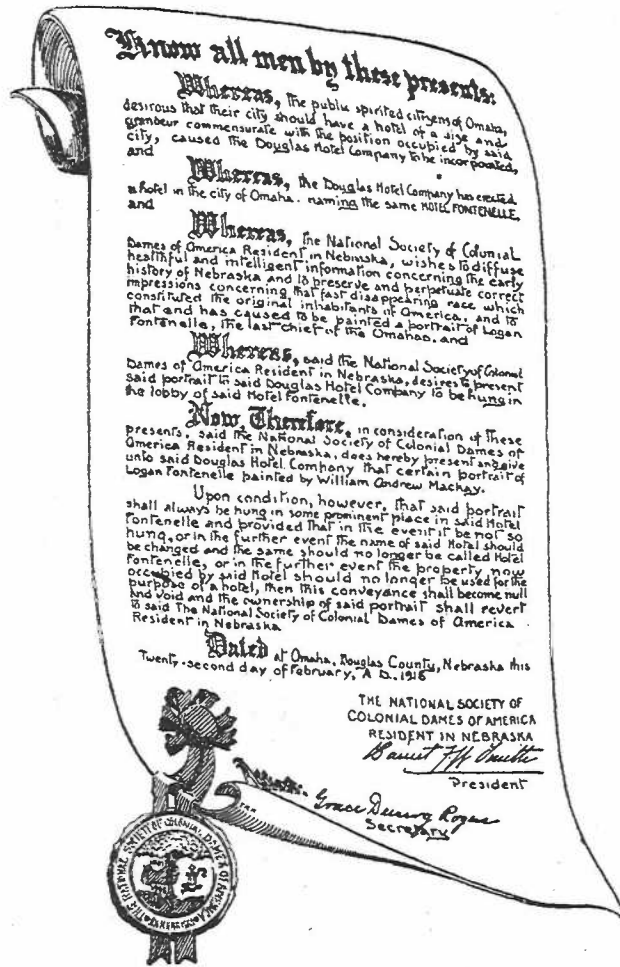 Know all men by these presents:
Whereas, the public spirited citizens of Omaha,
desirous that their city should have a hotel of a size and
grandeur commensurate with the position occupied by said
city, caused the Douglas Hotel Company to be incorporated,
and
Whereas, the Douglas Hotel Company has erected
a hotel in the city of Omaha. naming the same HOTEL FONTENELLE,
and
Whereas, the National Society of Colonial
Dames of America Resident in Nebraska, wishes to diffuse
healthful and intelligent information concerning the early
history of Nebraska and to preserve and perpetuate correct
impressions concerning that fast disappearing race which
constituted the original inhabitants of America, and to
that end has caused to be painted a portrait of Logan
Fontenelle, the last chief of the Omahas, and
Whereas, said the National Society of Colonial
Dames of America Resident in Nebraska, desires to present
said portrait to said Douglas Hotel Company to be hung in
the lobby of said Hotel Fontenelle.
Now, Therefore, in consideration of these
presents, said the National Society of Colonial Dames of
America Resident in Nebraska, does hereby present and give
unto said Douglas Hotel Company that certain portrait of
Logan Fontenelle painted by William Andrew Mackay.
Upon condition, however, that said portrait
shall always be hung in some prominent place in said Hotel
Fontenelle and provided that in the event it be not so
hung, or in the further event the name of said Hotel should
be changed and the same should no longer be called Hotel
Fontenelle, or in the further event the property now
occupied by said Hotel should no longer be used for the
purpose of a hotel, then this conveyance shall become null
and void and the ownership of said portrait shall revert
to said The National Society of Colonial Dames of America
Resident in Nebraska
Dated at Omaha, Douglas County, Nebraska this
Twenty-second day of February, A.D. 1916
THE NATIONAL SOCIETY OF
COLONIAL DAMES OF AMERICA
RESIDENT IN NEBRASKA
President
Grace Rogers
Secretary
THE NATIONAL SOCIETY OF COLONIAL DAMES OF AMERICA
NEBRASKA